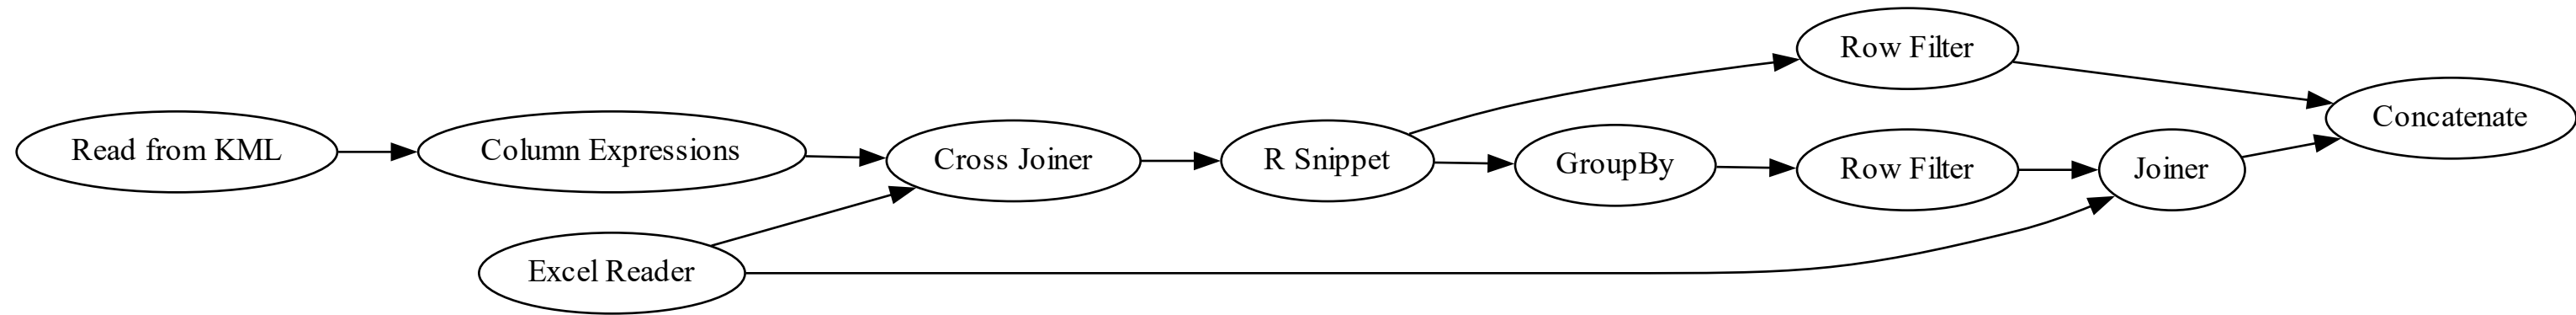 Read from KML
Column Expressions
Excel Reader
Cross Joiner
R Snippet
GroupBy
Row Filter
Row Filter
Joiner
Concatenate